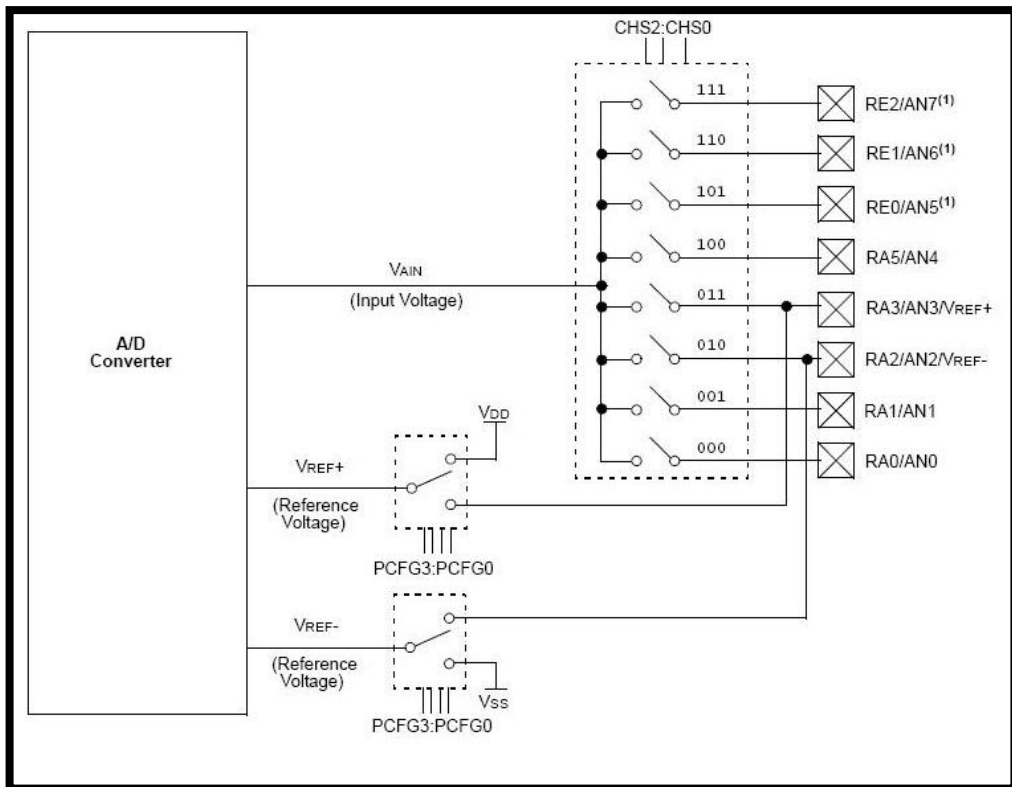 CHS2:CHS0
111
RE2/AN7(1)
110
RE1/AN6(1)
101
RE0/AN5(1)
100
RA5/AN4
VAIN
(Input Voltage)
011
RA3/AN3/VREF+
A/D
Converter
010
RA2/AN2/VREF-
001
RA1/AN1
VDD
000
RA0/AN0
VREF+
(Reference
Voltage)
PCFG3:PCFG0
VREF-
(Reference
Voltage)
VSS
PCFG3:PCFG0